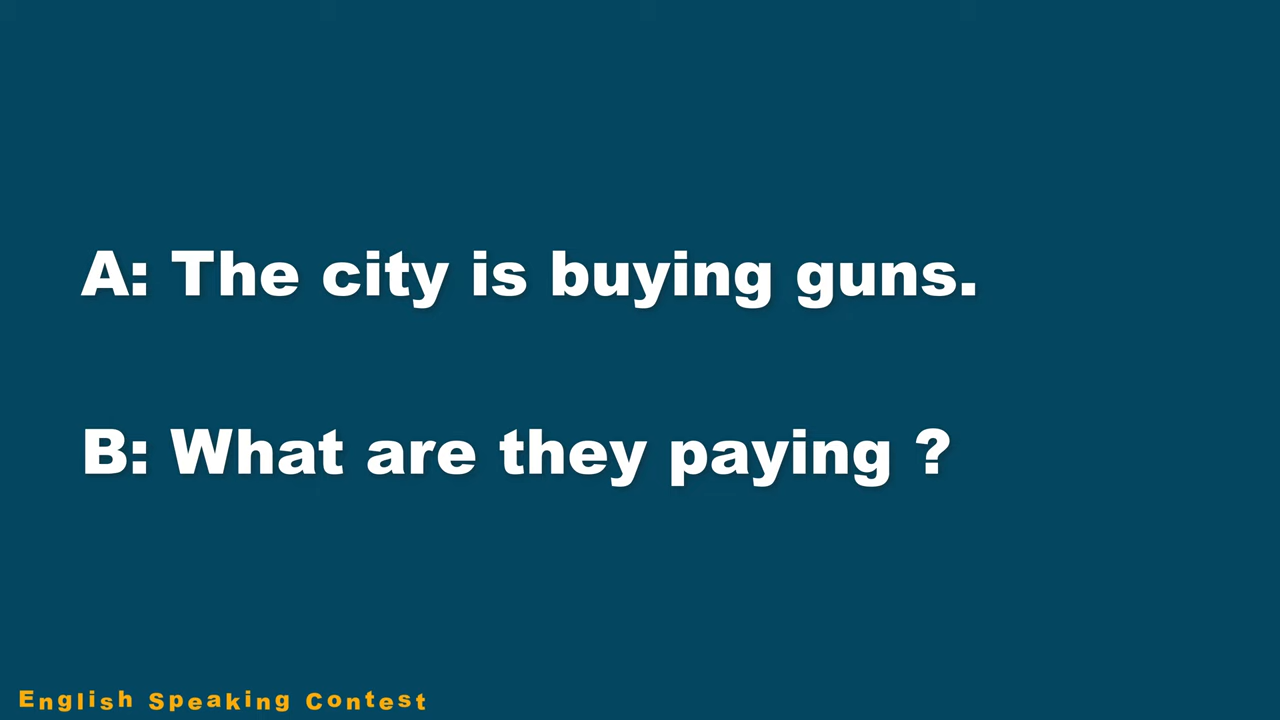 A: The city is buying guns.
B: What are they paying ?
English Speaking Contest